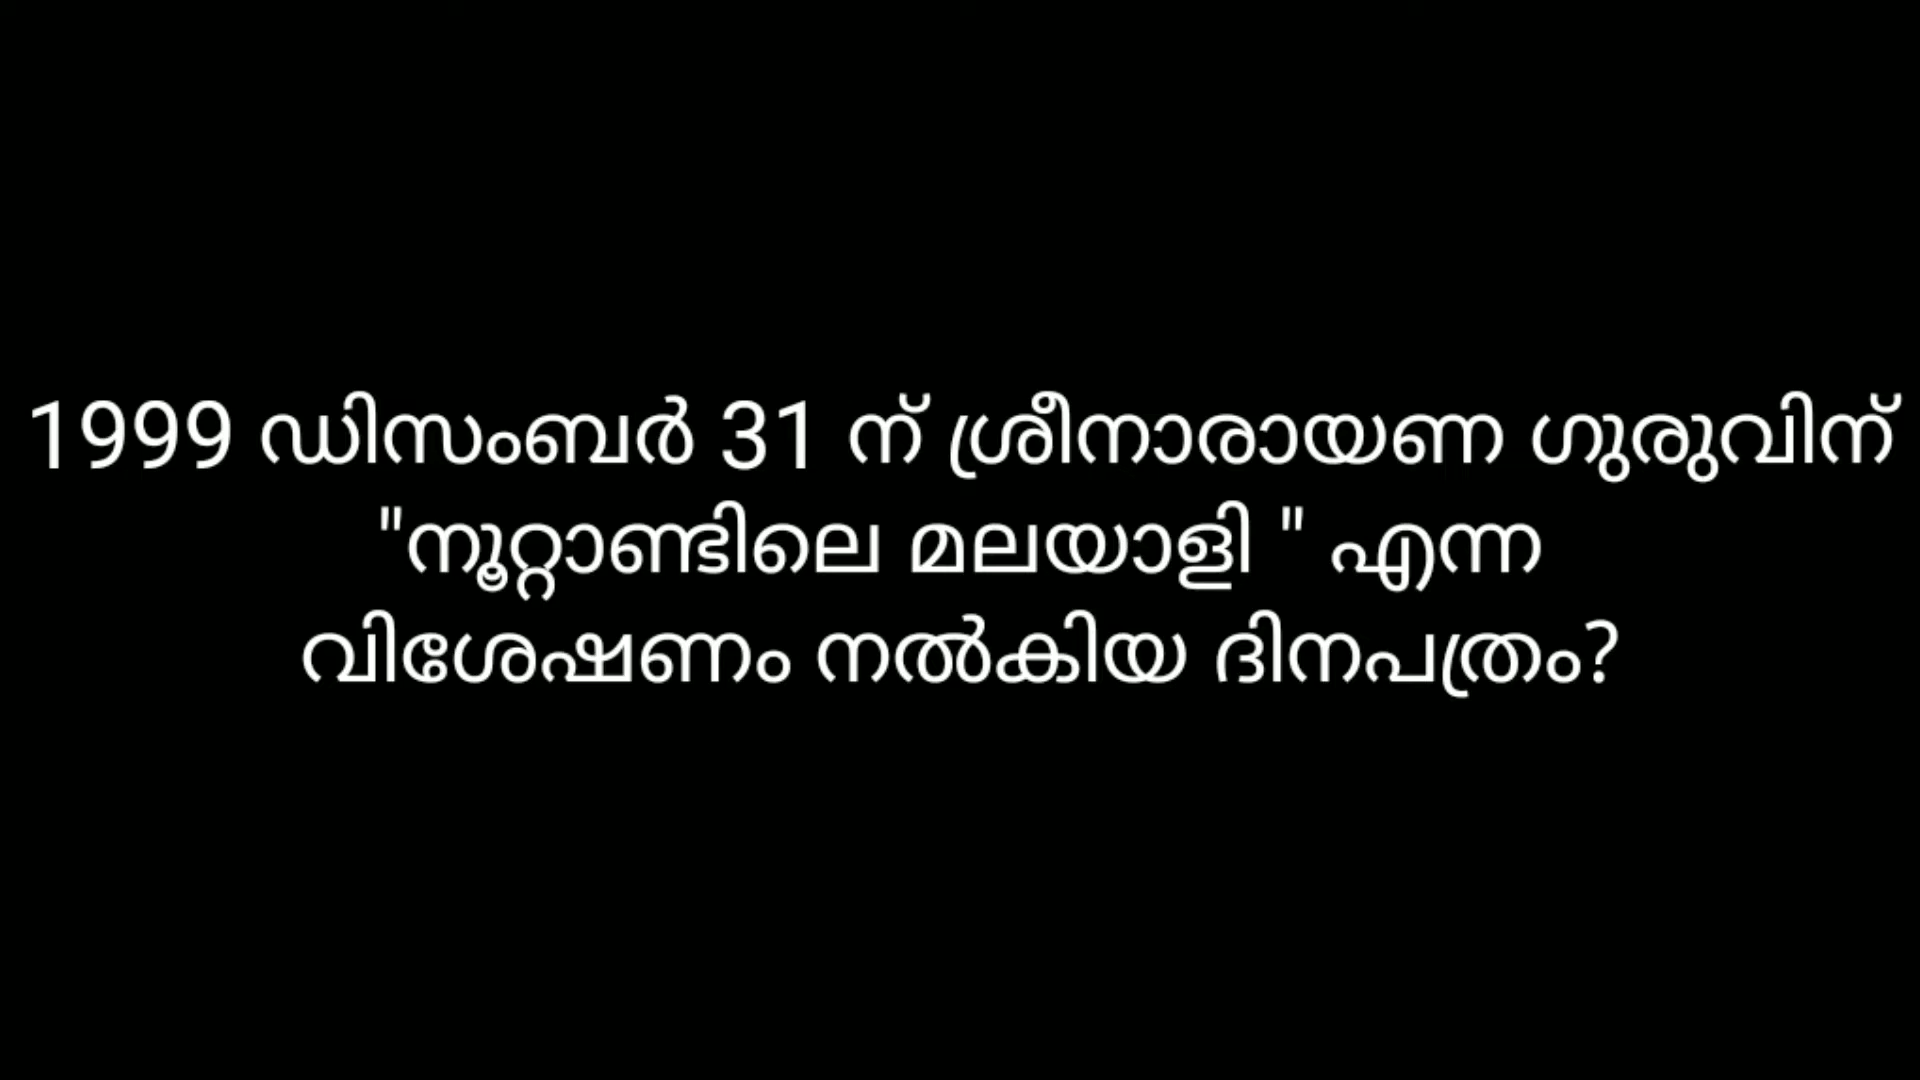 1999 ഡിസംബർ 31 ന് ശ്രീനാരായണ ഗുരുവിന്
"നൂറ്റാണ്ടിലെ മലയാളി " എന്ന
വിശേഷണം നൽകിയ ദിനപത്രം?